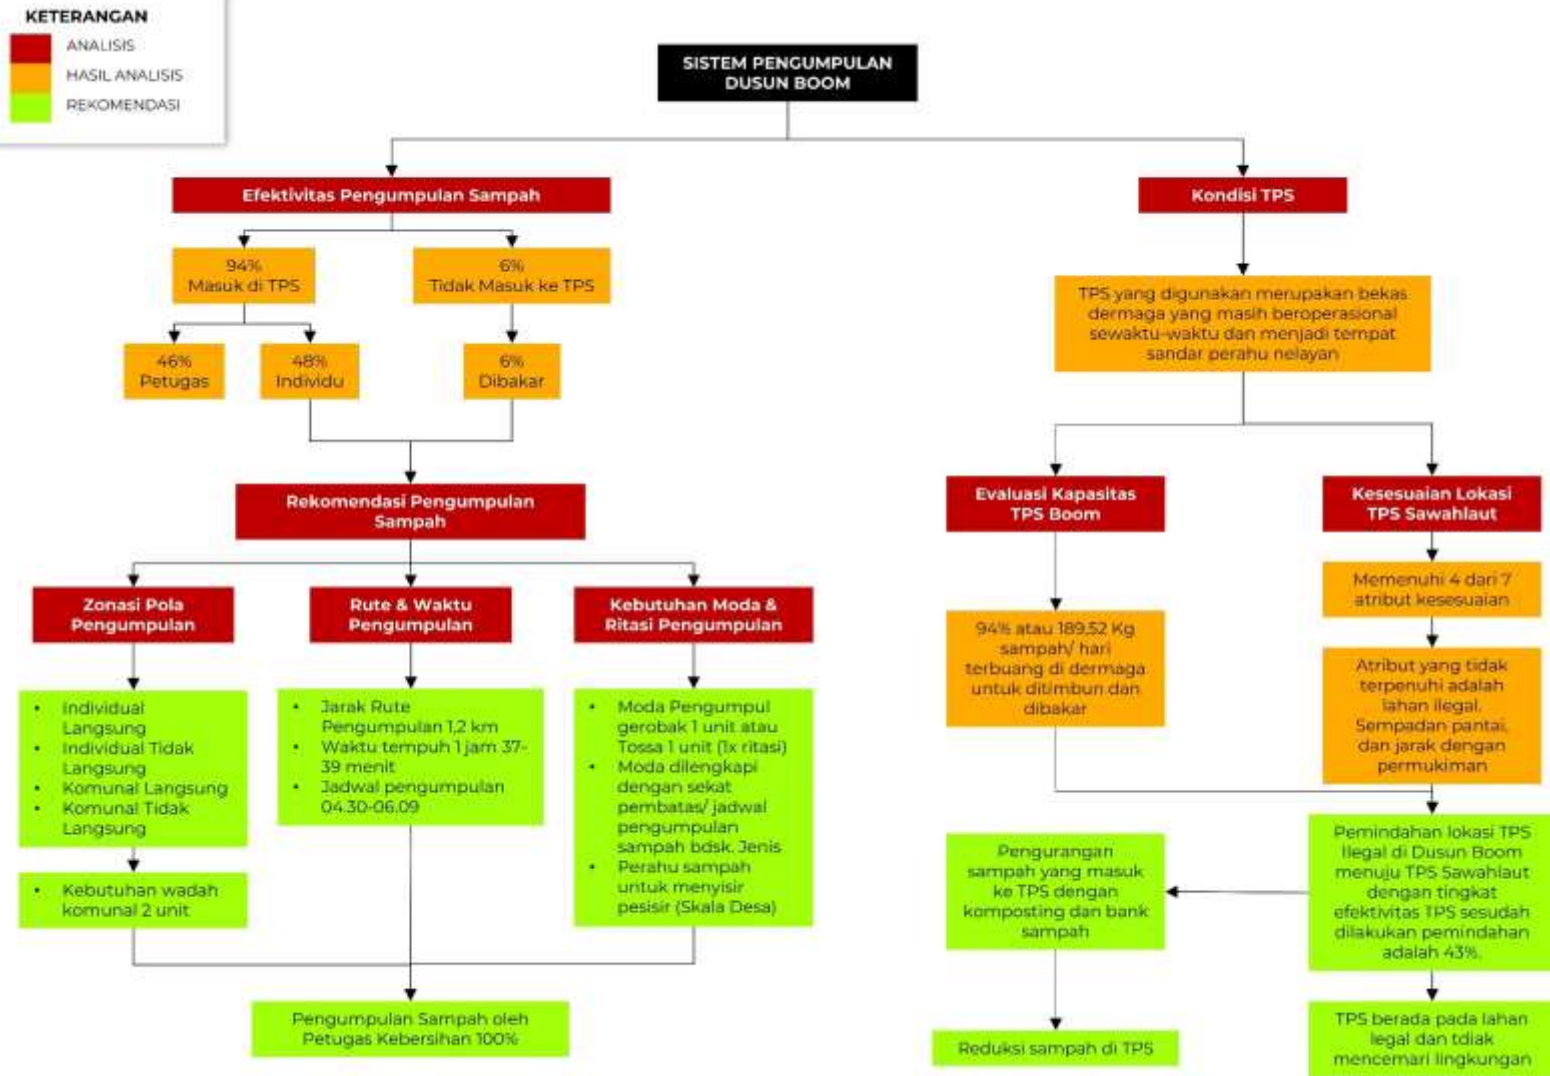 KETERANGAN
ANALISIS
HASIL ANALISIS
REKOMENDASI
SISTEM PENGUMPULAN
DUSUN BOOM
Efektivitas Pengumpulan Sampah
94%
Masuk di TPS
6%
Tidak Masuk ke TPS
46%
Petugas
48%
Individu
6%
Dibakar
Rekomendasi Pengumpulan
Sampah
Zonasi Pola
Pengumpulan
Rute & Waktu
Pengumpulan
Kebutuhan Moda &
Ritasi Pengumpulan
• Individual
Langsung
• Individual Tidak
Langsung
• Komunal Langsung
• Komunal Tidak
Langsung
• Kebutuhan wadah
komunal 2 unit
• Jarak Rute
Pengumpulan 1,2 km
• Waktu tempuh 1 jam 37-
39 menit
• Jadwal pengumpulan
04.30-06.09
• Moda Pengumpul
gerobak 1 unit atau
Tossa 1 unit (1x ritasi)
• Moda dilengkapi
dengan sekat
pembatas/ jadwal
pengumpulan
sampah bdsk. Jenis
• Perahu sampah
untuk menyisir
pesisir (Skala Desa)
Pengumpulan Sampah oleh
Petugas Kebersihan 100%
Kondisi TPS
TPS yang digunakan merupakan bekas
dermaga yang masih beroperasional
sewaktu-waktu dan menjadi tempat
sandar perahu nelayan
Evaluasi Kapasitas
TPS Boom
94% atau 189,52 Kg
sampah/ hari
terbuang di dermaga
untuk ditimbun dan
dibakar
Kesesuaian Lokasi
TPS Sawahlaut
Memenuhi 4 dari 7
atribut kesesuaian
Atribut yang tidak
terpenuhi adalah
lahan ilegal.
Sempadan pantai,
dan jarak dengan
permukiman
Pemindahan lokasi TPS
Ilegal di Dusun Boom
menuju TPS Sawahlaut
dengan tingkat
efektivitas TPS sesudah
dilakukan pemindahan
adalah 43%.
Pengurangan
sampah yang masuk
ke TPS dengan
komposting dan bank
sampah
Reduksi sampah di TPS
TPS berada pada lahan
legal dan tdiak
mencemari lingkungan